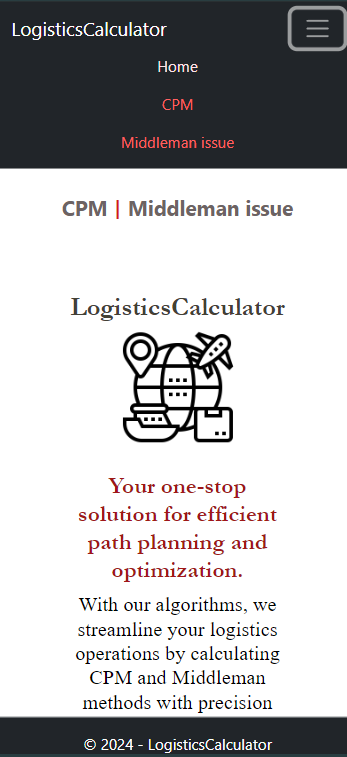 LogisticsCalculator
Home
CPM
Middleman issue
CPM | Middleman issue
LogisticsCalculator
Your one-stop
solution for efficient
path planning and
optimization.
With our algorithms, we
streamline your logistics
operations by calculating
CPM and Middleman
methods with precision
© 2024 - LogisticsCalculator